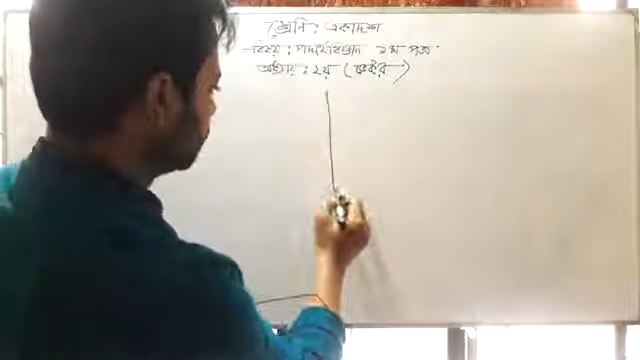 শ্রেণি : একাদশ
বিষয় : পদার্থবিজ্ঞান ১ম পত্র
অধ্যায় : ২য় (ভেক্টর)